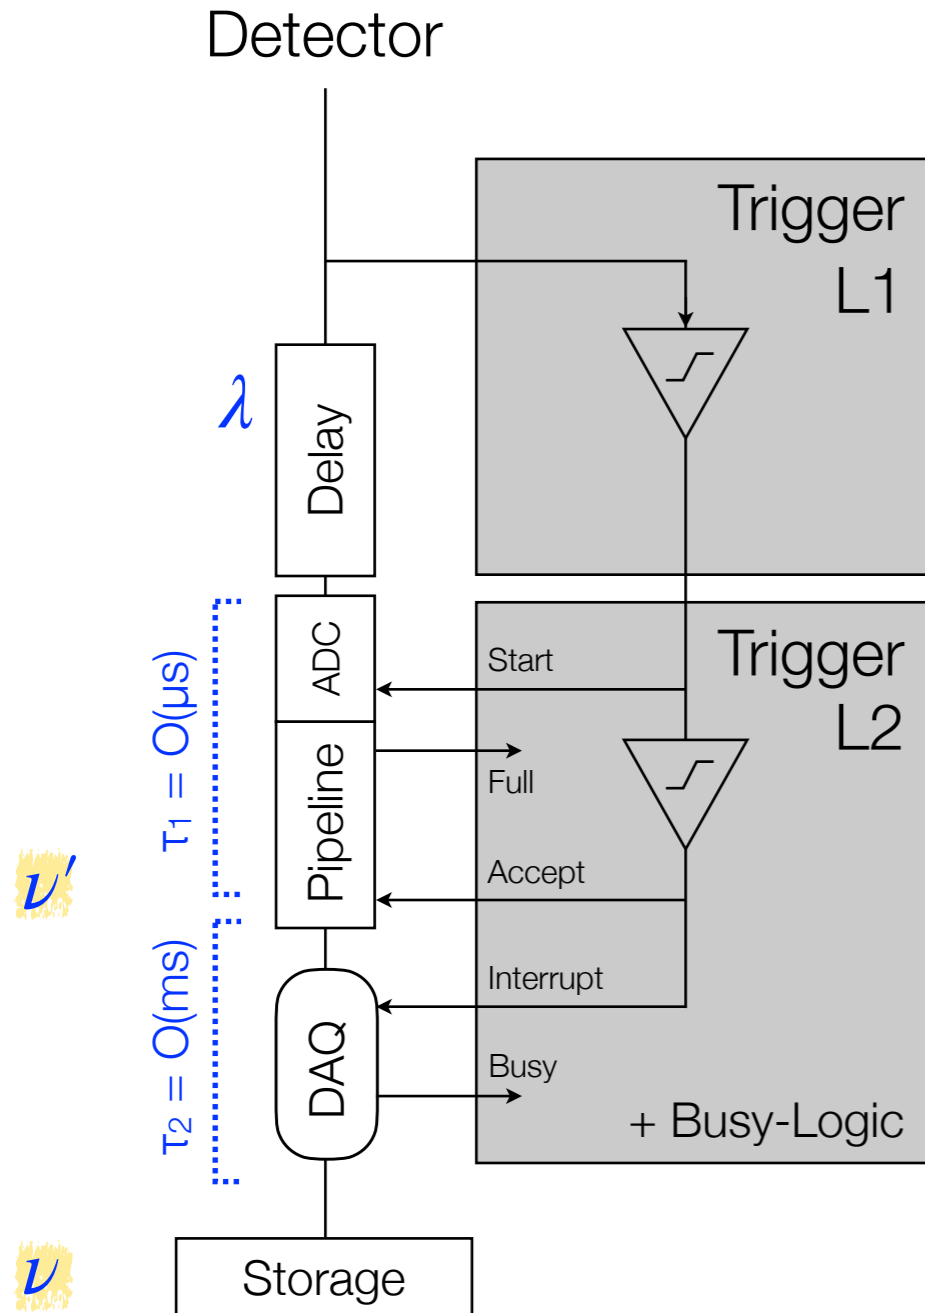 Detector
Trigger
L1
λ
Delay
ADC
Start
Trigger
L2
τ1 = O(μs)
Pipeline
Full
Accept
ν′
τ2 = O(ms)
Interrupt
DAQ
Busy
+ Busy-Logic
ν
Storage